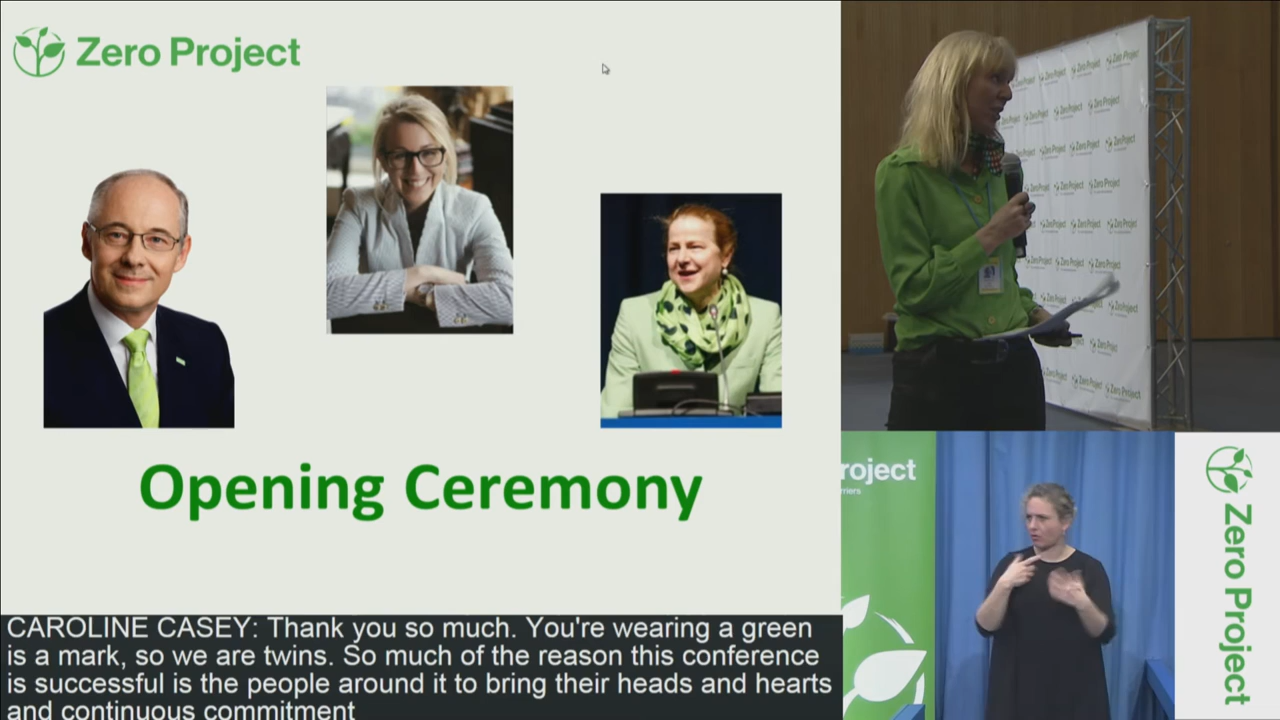 Zero Project
Opening Ceremony
CAROLINE CASEY: Thank you so much. You're wearing a green
is a mark, so we are twins. So much of the reason this conference
is successful is the people around it to bring their heads and hearts
and continuous commitment
roject
rriers
Zero Project